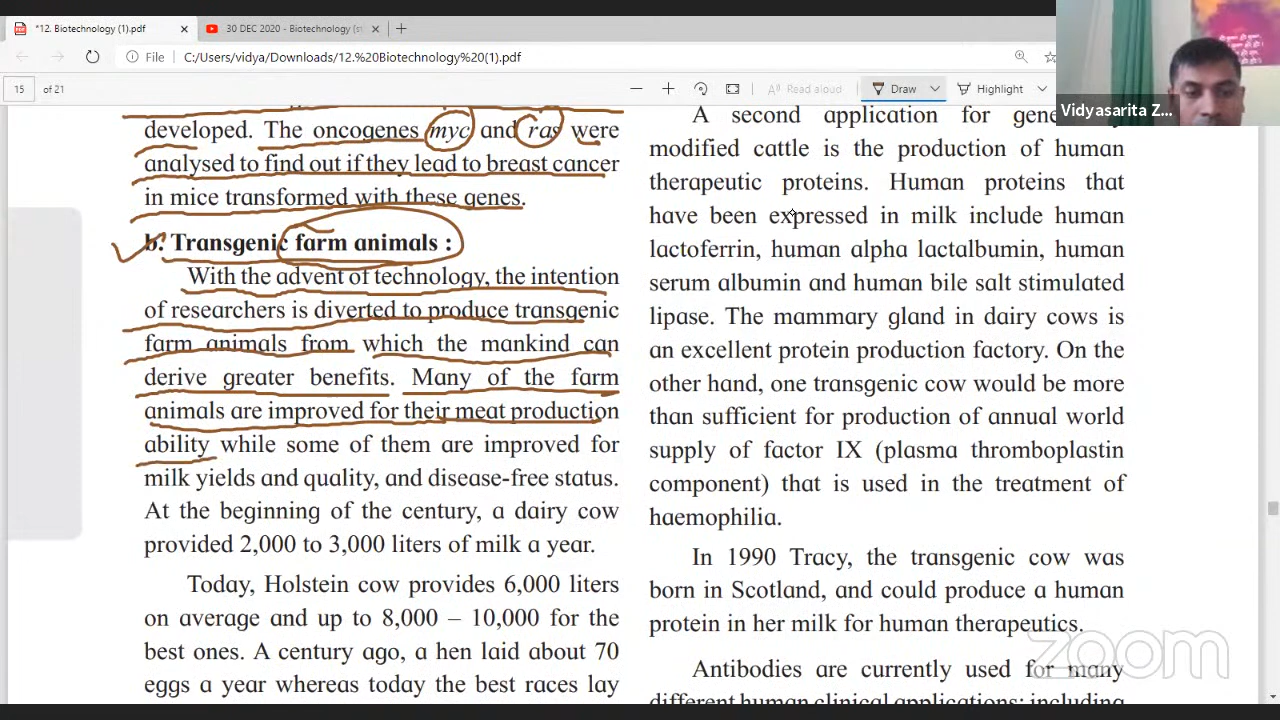 *12. Biotechnology (1).pdf
30 DEC 2020 - Biotechnology (st
File
C:/Users/vidya/Downloads/12.%20Biotechnology%20(1).pdf
15 of 21
Read aloud
Draw
Highlight
Vidyasarita Z...
developed. The oncogenes myc and ras were
analysed to find out if they lead to breast cancer
in mice transformed with these genes.
b. Transgenic farm animals :
With the advent of technology, the intention
of researchers is diverted to produce transgenic
farm animals from which the mankind can
derive greater benefits. Many of the farm
animals are improved for their meat production
ability while some of them are improved for
milk yields and quality, and disease-free status.
At the beginning of the century, a dairy cow
provided 2,000 to 3,000 liters of milk a year.
Today, Holstein cow provides 6,000 liters
on average and up to 8,000 – 10,000 for the
best ones. A century ago, a hen laid about 70
eggs a year whereas today the best races lay
A second application for
modified cattle is the production of human
therapeutic proteins. Human proteins that
have been expressed in milk include human
lactoferrin, human alpha lactalbumin, human
serum albumin and human bile salt stimulated
lipase. The mammary gland in dairy cows is
an excellent protein production factory. On the
other hand, one transgenic cow would be more
than sufficient for production of annual world
supply of factor IX (plasma thromboplastin
component) that is used in the treatment of
haemophilia.
In 1990 Tracy, the transgenic cow was
born in Scotland, and could produce a human
protein in her milk for human therapeutics.
Antibodies are currently used for many
different human clinical applications; including
zoom